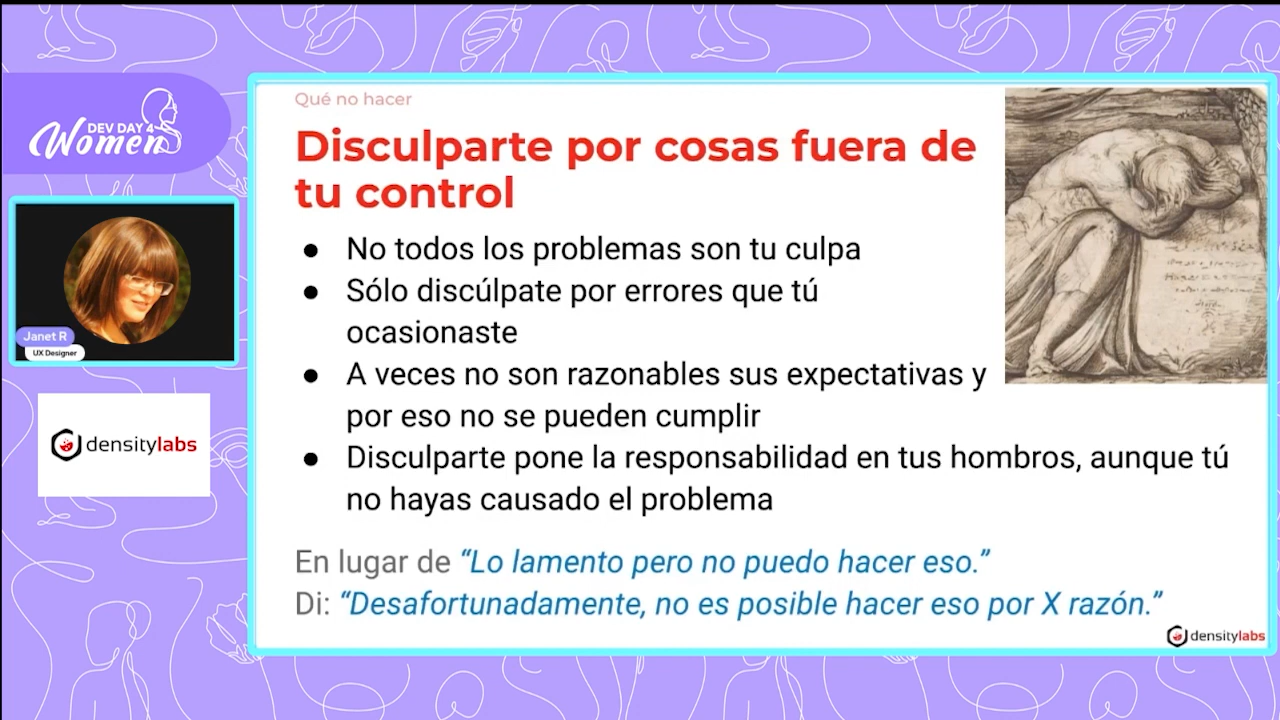 DEV DAY 4
Women
Janet R
UX Designer
densitylabs
Qué no hacer
Disculparte por cosas fuera de
tu control
● No todos los problemas son tu culpa
● Sólo discúlpate por errores que tú
ocasionaste
● A veces no son razonables sus expectativas y
por eso no se pueden cumplir
● Disculparte pone la responsabilidad en tus hombros, aunque tú
no hayas causado el problema
En lugar de “Lo lamento pero no puedo hacer eso.”
Di: “Desafortunadamente, no es posible hacer eso por X razón.”
densitylabs